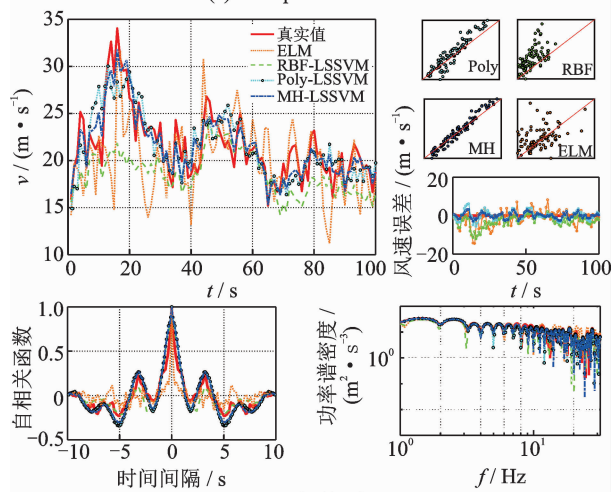 35
30
25
20
15
10
v / (m • s⁻¹)
0
20
40
60
80
100
t / s
真实值
ELM
RBF-LSSVM
Poly-LSSVM
MH-LSSVM
Poly
RBF
MH
ELM
风速误差 / (m • s⁻¹)
20
0
−20
0
50
100
t / s
自相关函数
1.0
0.5
0
−0.5
−10
−5
0
5
10
时间间隔 / s
功率谱密度 /
(m² • s⁻³)
10⁰
10⁰
10¹
f / Hz